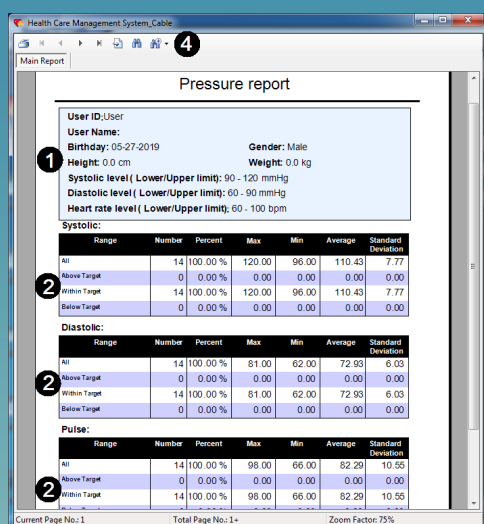 Health Care Management System_Cable
4
Main Report
Pressure report
1
User ID;User
User Name:
Birthday: 05-27-2019 Gender: Male
Height: 0.0 cm Weight: 0.0 kg
Systolic level ( Lower/Upper limit): 90 - 120 mmHg
Diastolic level ( Lower/Upper limit): 60 - 90 mmHg
Heart rate level ( Lower/Upper limit); 60 - 100 bpm
Systolic:
Range Number Percent Max Min Average Standard Deviation
All 14 100.00 % 120.00 96.00 110.43 7.77
Above Target 0 0.00 % 0.00 0.00 0.00 0.00
2
Within Target 14 100.00 % 120.00 96.00 110.43 7.77
Below Target 0 0.00 % 0.00 0.00 0.00 0.00
Diastolic:
Range Number Percent Max Min Average Standard Deviation
All 14 100.00 % 81.00 62.00 72.93 6.03
Above Target 0 0.00 % 0.00 0.00 0.00 0.00
2
Within Target 14 100.00 % 81.00 62.00 72.93 6.03
Below Target 0 0.00 % 0.00 0.00 0.00 0.00
Pulse:
Range Number Percent Max Min Average Standard Deviation
All 14 100.00 % 98.00 66.00 82.29 10.55
Above Target 0 0.00 % 0.00 0.00 0.00 0.00
2
Within Target 14 100.00 % 98.00 66.00 82.29 10.55
Current Page No.: 1 Total Page No.: 1+ Zoom Factor: 75%